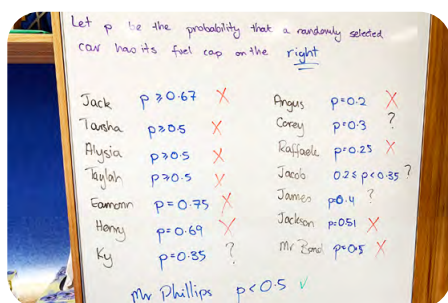 Let p be the probability that a randomly selected
car has its fuel cap on the right
Jack p ≥ 0.67 X
Tarsha p ≥ 0.5 X
Alysia p ≥ 0.5 X
Taylah p > 0.5 X
Eamonn p = 0.75 X
Henry p = 0.69 X
Ky p = 0.35 ?
Angus p = 0.2 X
Corey p = 0.3 ?
Raffaele p = 0.25 X
Jacob 0.2 ≤ p < 0.35 ?
James p = 0.4 ?
Jackson p = 0.51 X
Mr Bond p = 0.5 X
Mr Phillips p < 0.5 ✓